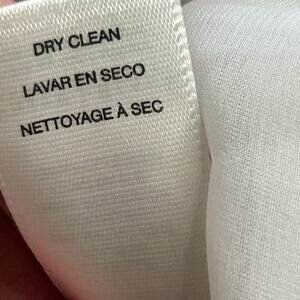 DRY CLEAN
LAVAR EN SECO
NETTOYAGE À SEC